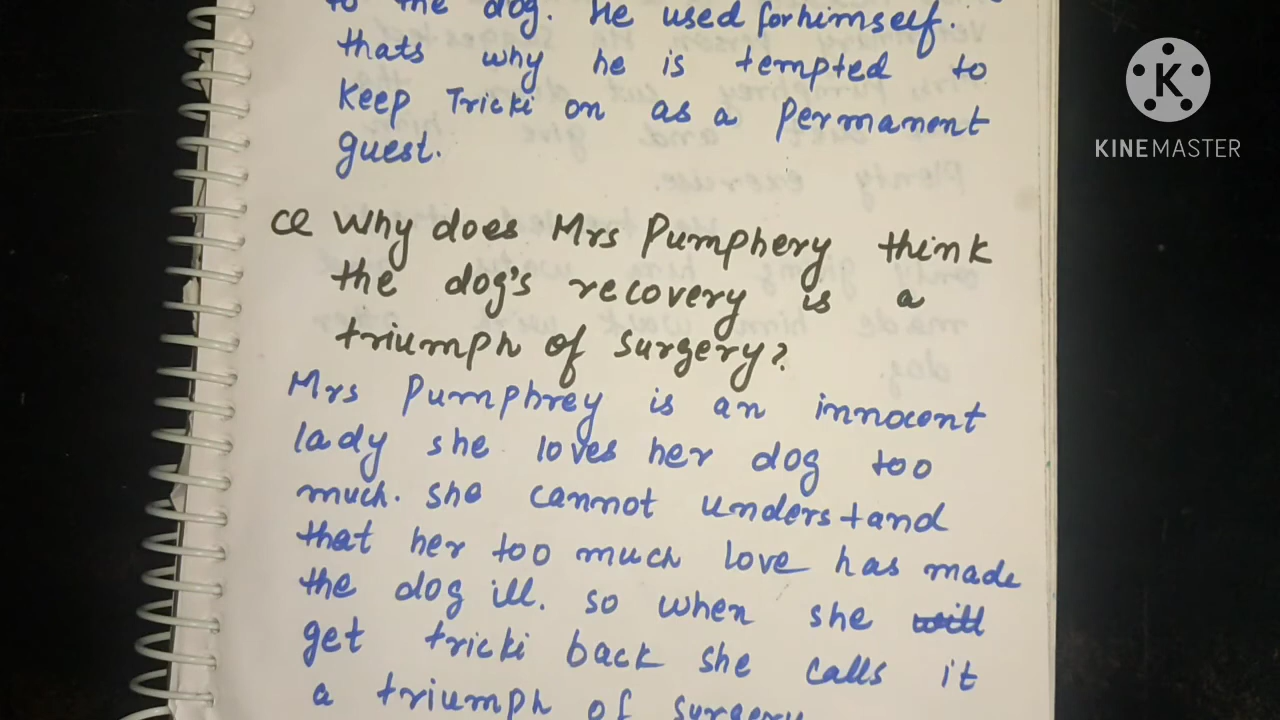 to the dog. He used for himself.
thats why he is tempted to
Keep Tricki on as a permanent
guest.
Q Why does Mrs Pumphery think
the dog's recovery is a
triumph of surgery?
Mrs Pumphrey is an innocent
lady she loves her dog too
much. she cannot understand
that her too much love has made
the dog ill. so when she will
get tricki back she calls it
a triumph of surgery
K
KINEMASTER